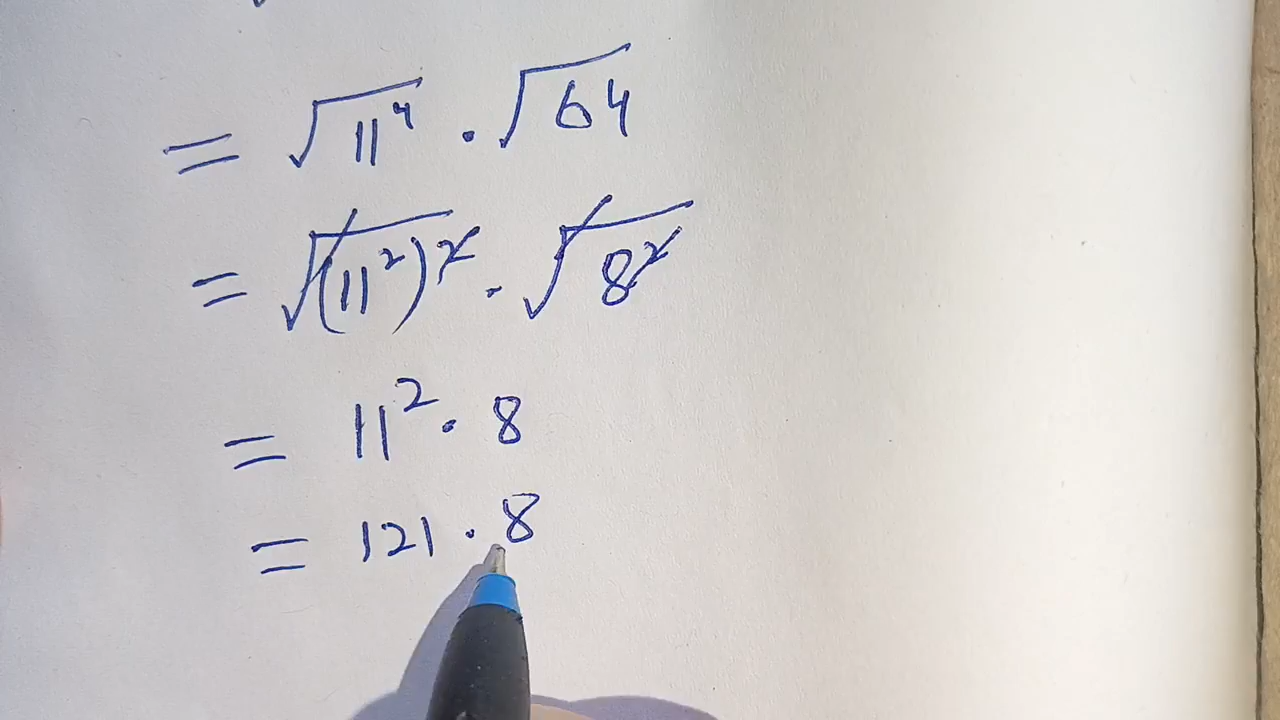 = √11⁴ · √64
= √(11²)² · √8²
= 11² · 8
= 121 · 8